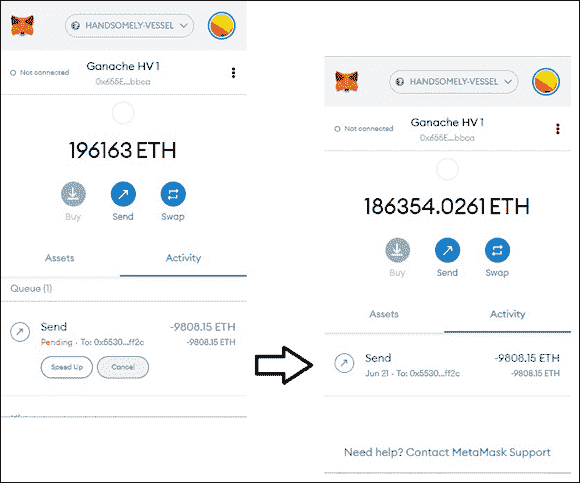 HANDSOMELY-VESSEL
Not connected
Ganache HV 1
0x655E...bbca
196163 ETH
Buy
Send
Swap
Assets
Activity
Queue (1)
Send
-9808.15 ETH
Pending · To: 0x5530...ff2c
-9808.15 ETH
Speed Up
Cancel
HANDSOMELY-VESSEL
Not connected
Ganache HV 1
0x655E...bbca
186354.0261 ETH
Buy
Send
Swap
Assets
Activity
Send
-9808.15 ETH
Jun 21 · To: 0x5530...ff2c
-9808.15 ETH
Need help? Contact MetaMask Support